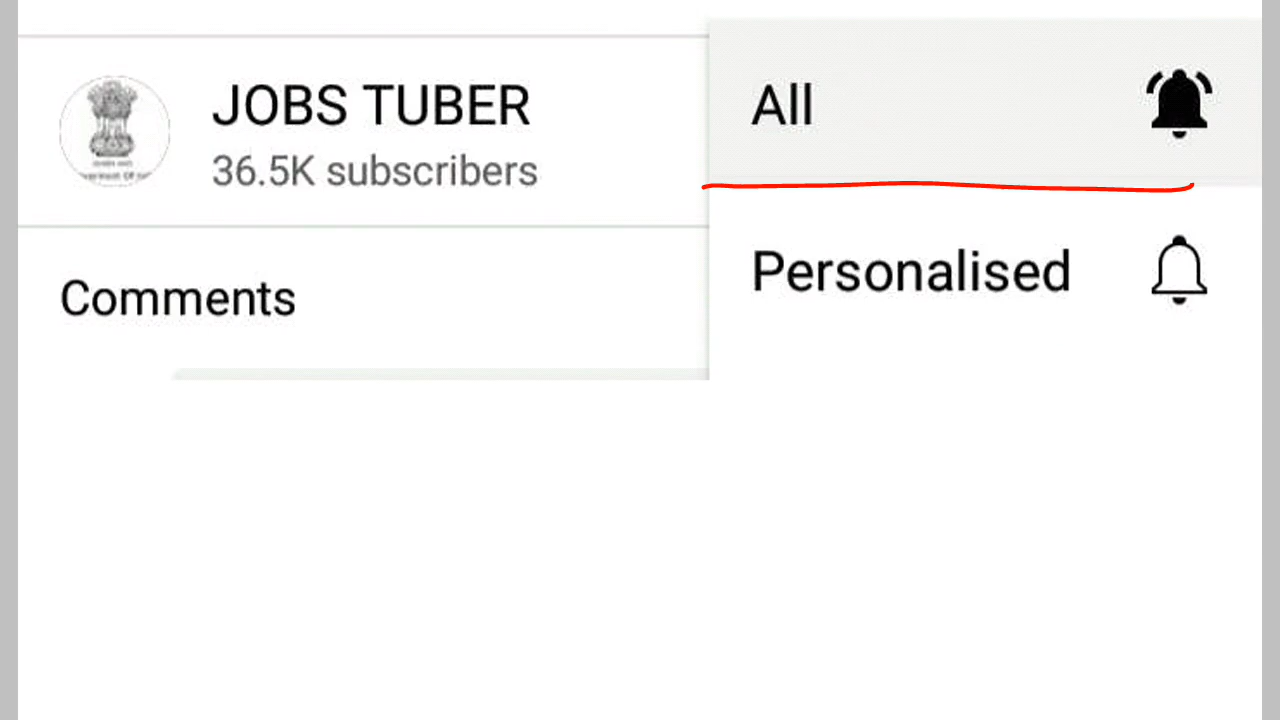 JOBS TUBER
36.5K subscribers
Comments
All
Personalised